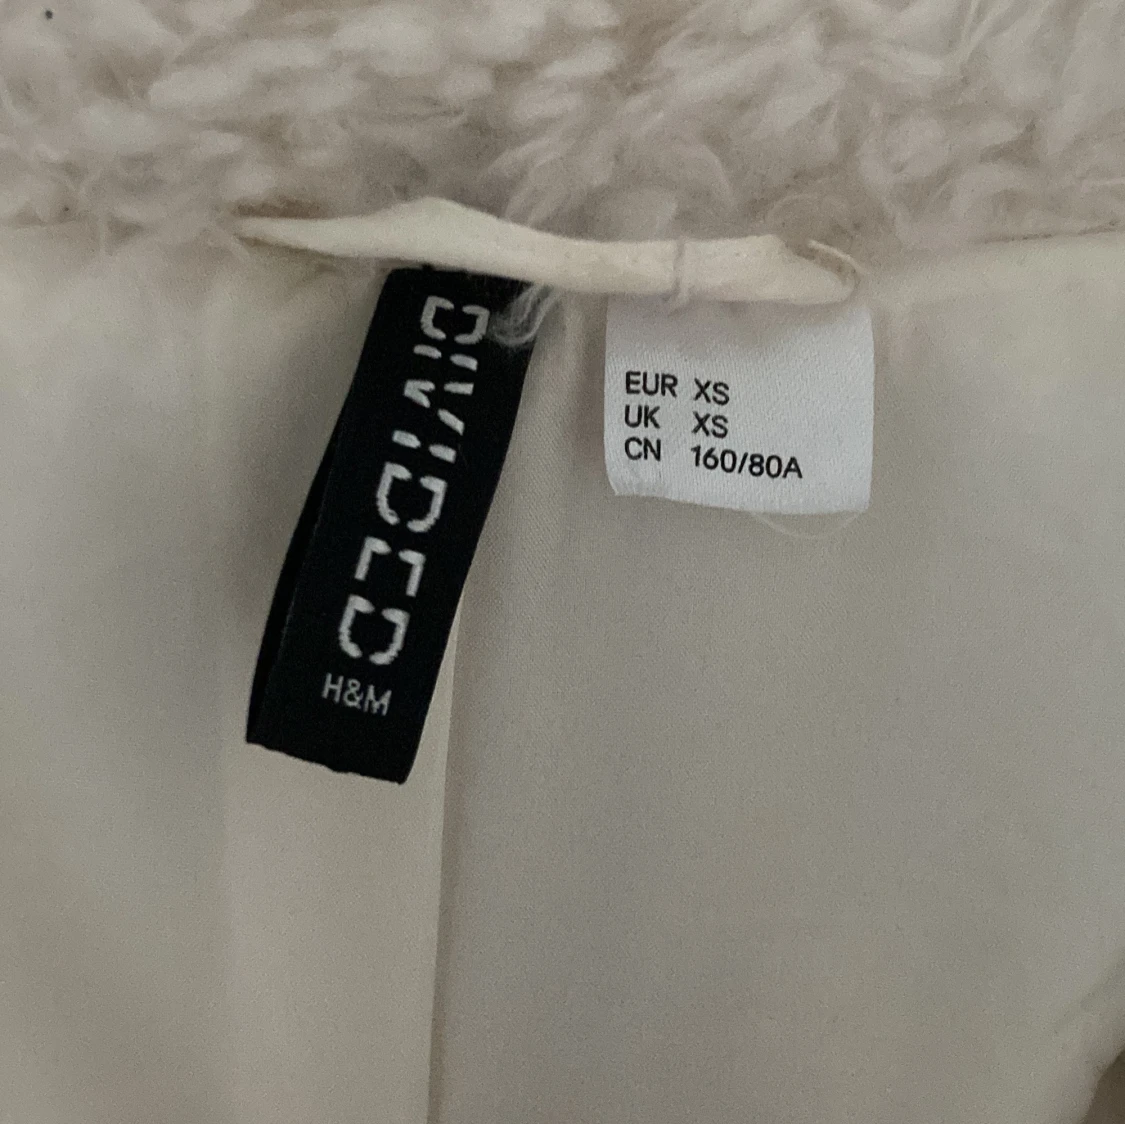 DIVIDED
H&M
EUR XS
UK XS
CN 160/80A